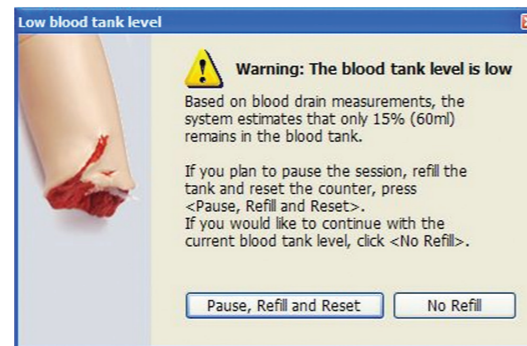 Low blood tank level
Warning: The blood tank level is low
Based on blood drain measurements, the
system estimates that only 15% (60ml)
remains in the blood tank.
If you plan to pause the session, refill the
tank and reset the counter, press
<Pause, Refill and Reset>.
If you would like to continue with the
current blood tank level, click <No Refill>.
Pause, Refill and Reset No Refill